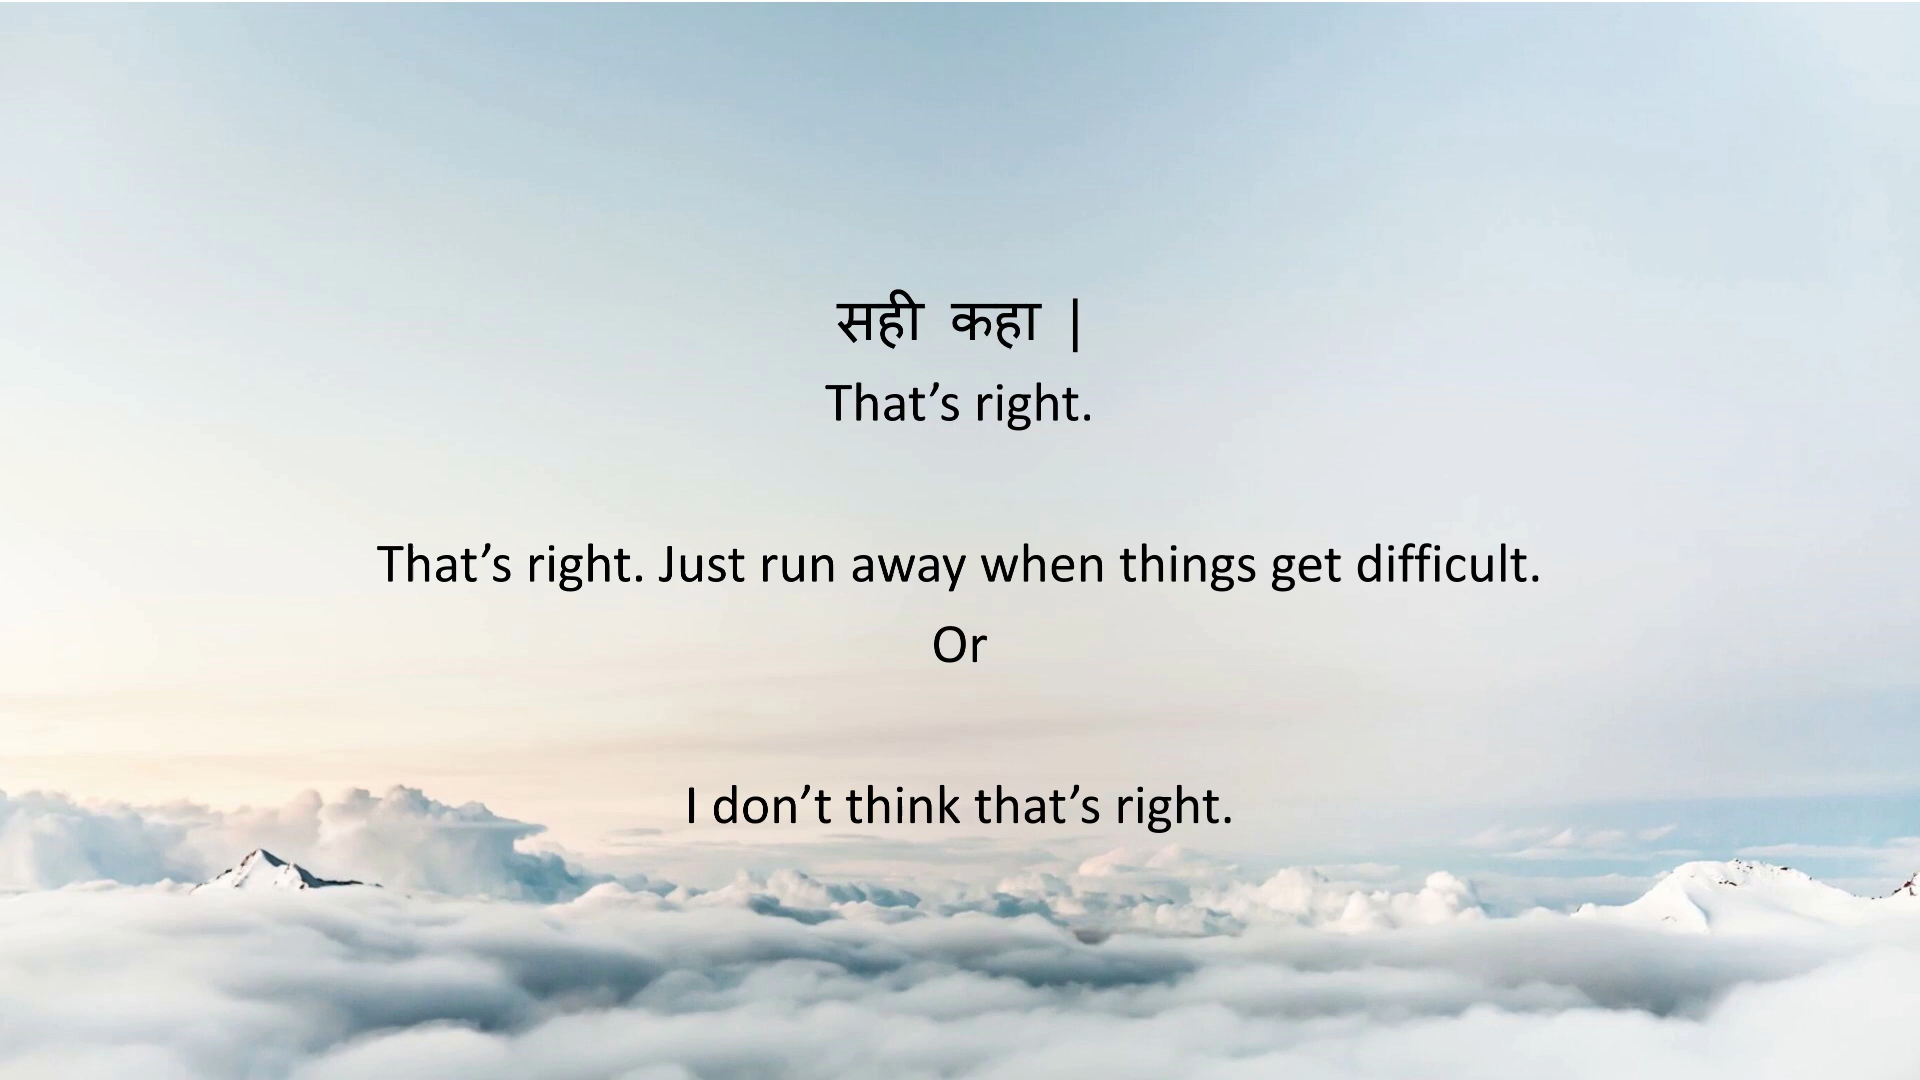 सही कहा |
That’s right.
That’s right. Just run away when things get difficult.
Or
I don’t think that’s right.